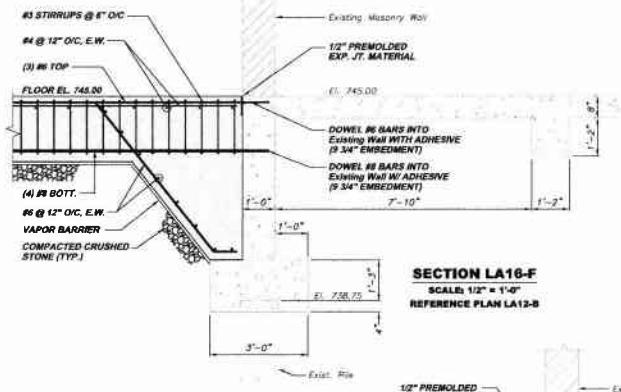 #3 STIRRUPS @ 6" O/C
#4 @ 12" O/C, E.W.
(3) #6 TOP
FLOOR EL. 745.00
Existing Masonry Wall
1/2" PREMOLDED
EXP. JT. MATERIAL
El. 745.00
8"
1'-2"
DOWEL #6 BARS INTO
Existing Wall WITH ADHESIVE
(9 3/4" EMBEDMENT)
DOWEL #8 BARS INTO
Existing Wall W/ ADHESIVE
(9 3/4" EMBEDMENT)
(4) #8 BOTT.
#6 @ 12" O/C, E.W.
VAPOR BARRIER
COMPACTED CRUSHED
STONE (TYP.)
1'-0"
7'-10"
1'-2"
1'-0"
El. 738.75
1'-3"
4"
3'-0"
Exist. Pile
SECTION LA16-F
SCALE: 1/2" = 1'-0"
REFERENCE PLAN LA12-B
1/2" PREMOLDED